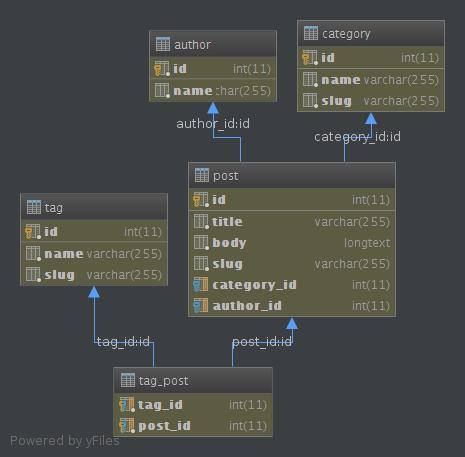 author
id int(11)
name char(255)
category
id int(11)
name varchar(255)
slug varchar(255)
author_id:id
category_id:id
post
id int(11)
title varchar(255)
body longtext
slug varchar(255)
category_id int(11)
author_id int(11)
tag
id int(11)
name varchar(255)
slug varchar(255)
tag_id:id
post_id:id
tag_post
tag_id int(11)
post_id int(11)
Powered by yFiles